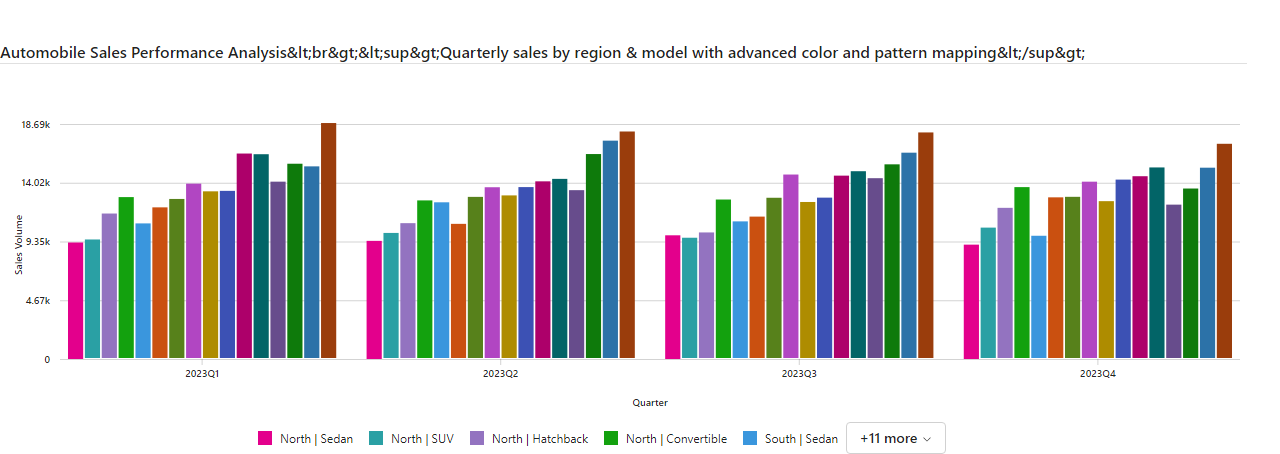 Automobile Sales Performance Analysis&lt;br&gt;&lt;sup&gt;Quarterly sales by region & model with advanced color and pattern mapping&lt;/sup&gt;
18.69k
14.02k
9.35k
4.67k
0
Sales Volume
2023Q1 2023Q2 2023Q3 2023Q4
Quarter
North | Sedan North | SUV North | Hatchback North | Convertible South | Sedan +11 more